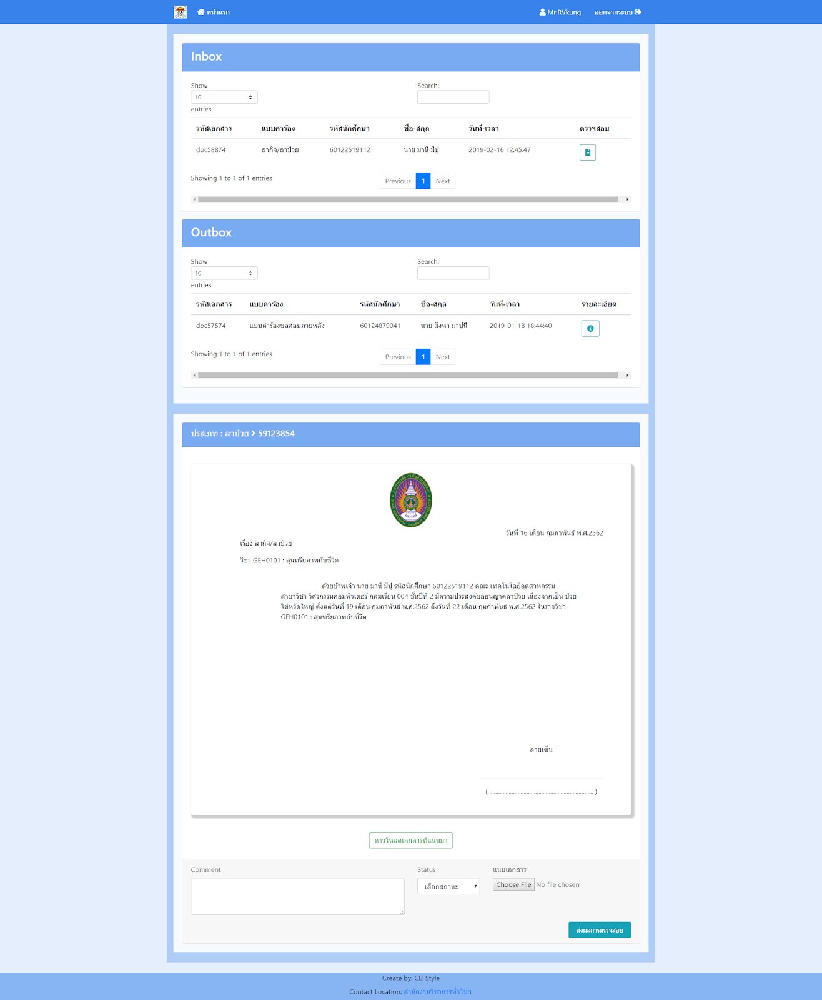 หน้าแรก
Mr.RVkung
ออกจากระบบ
Inbox
Show
Search:
10
entries
รหัสเอกสาร แบบคำร้อง รหัสนักศึกษา ชื่อ-สกุล วันที่-เวลา ตรวจสอบ
doc58874 ลากิจ/ลาป่วย 60122519112 นาย มานี มีปู 2019-02-16 12:45:47
Showing 1 to 1 of 1 entries
Previous 1 Next
Outbox
Show
Search:
10
entries
รหัสเอกสาร แบบคำร้อง รหัสนักศึกษา ชื่อ-สกุล วันที่-เวลา รายละเอียด
doc57574 แบบคำร้องขอสอบภายหลัง 60124879041 นาย สิงหา มาปูนี 2019-01-18 18:44:40
Showing 1 to 1 of 1 entries
Previous 1 Next
ประเภท : ลาป่วย > 59123854
วันที่ 16 เดือน กุมภาพันธ์ พ.ศ.2562
เรื่อง ลากิจ/ลาป่วย
วิชา GEH0101 : สุนทรียภาพกับชีวิต
ด้วยข้าพเจ้า นาย มานี มีปู รหัสนักศึกษา 60122519112 คณะ เทคโนโลยีอุตสาหกรรม
สาขาวิชา วิศวกรรมคอมพิวเตอร์ กลุ่มเรียน 004 ชั้นปีที่ 2 มีความประสงค์ขออนุญาตลาป่วย เนื่องจากเป็น ป่วย
ไข้หวัดใหญ่ ตั้งแต่วันที่ 19 เดือน กุมภาพันธ์ พ.ศ.2562 ถึงวันที่ 22 เดือน กุมภาพันธ์ พ.ศ.2562 ในรายวิชา
GEH0101 : สุนทรียภาพกับชีวิต
ลายเซ็น
( ...................................................................... )
ดาวโหลดเอกสารที่แนบมา
Comment
Status
แนบเอกสาร
เลือกสถานะ
Choose File No file chosen
ส่งผลการตรวจสอบ
Create by: CEFStyle
Contact Location: สำนักงานวิชาการทั่วไปฯ.